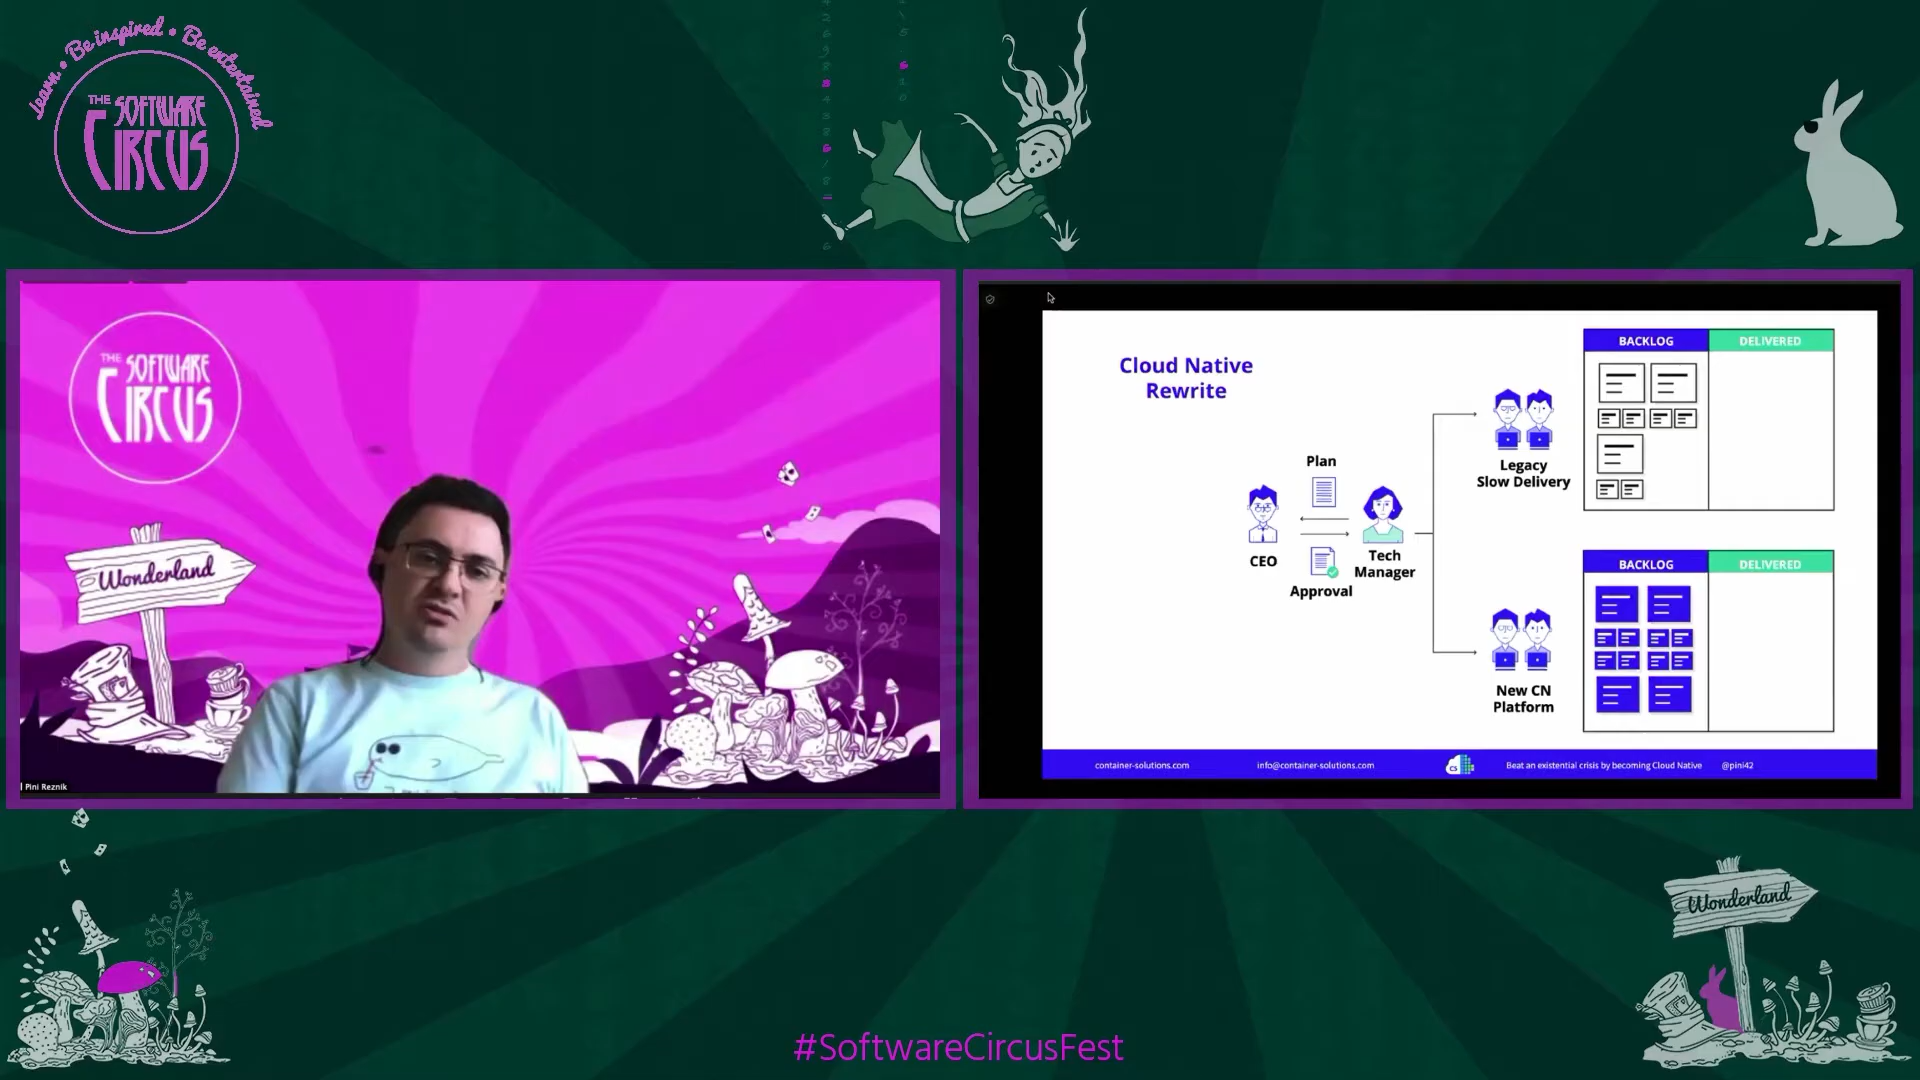 learn • Be inspired • Be entertained
THE SOFTWARE CIRCUS
THE SOFTWARE CIRCUS
Wonderland
Pini Reznik
Cloud Native
Rewrite
CEO
Plan
Approval
Tech
Manager
Legacy
Slow Delivery
New CN
Platform
BACKLOG
DELIVERED
BACKLOG
DELIVERED
container-solutions.com
info@container-solutions.com
CS
Beat an existential crisis by becoming Cloud Native
@pini42
Wonderland
#SoftwareCircusFest